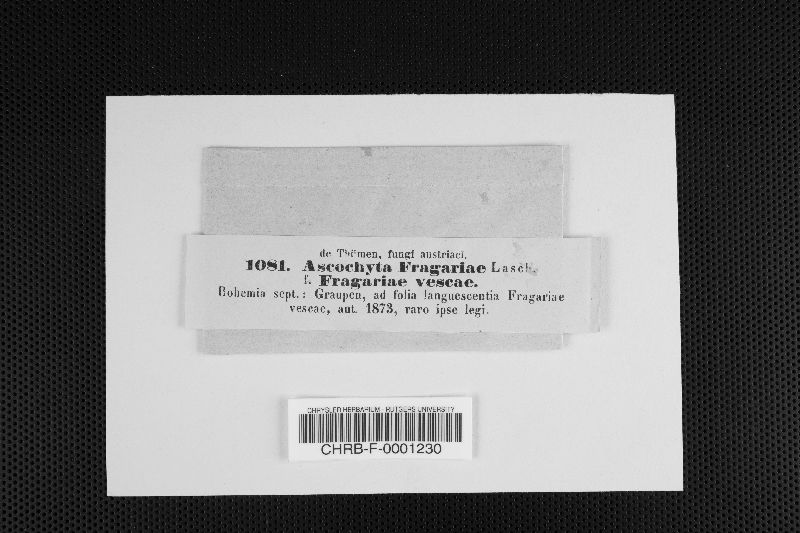 de Thümen, fungi austriaci.
1081. Ascochyta Fragariae Lasch.
f. Fragariae vescae.
Bohemia sept.: Graupen, ad folia languescentia Fragariae
vescae, aut. 1873, raro ipse legi.
CHRYSLER HERBARIUM - RUTGERS UNIVERSITY
CHRB-F-0001230